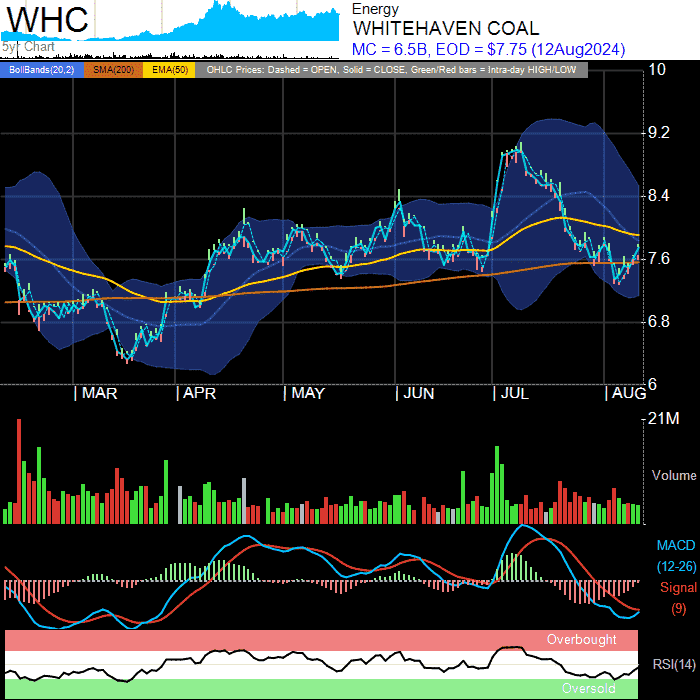 WHC
5yr Chart
Energy
WHITEHAVEN COAL
MC = 6.5B, EOD = $7.75 (12Aug2024)
BollBands(20,2) SMA(200) EMA(50) OHLC Prices: Dashed = OPEN, Solid = CLOSE, Green/Red bars = Intra-day HIGH/LOW
10
9.2
8.4
7.6
6.8
6
| MAR | APR | MAY | JUN | JUL | AUG
21M
Volume
MACD
(12-26)
Signal
(9)
Overbought
RSI(14)
Oversold